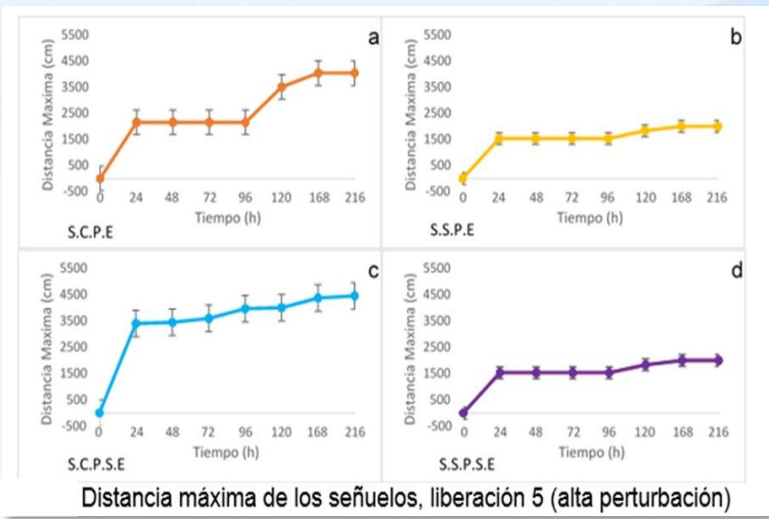 a
Distancia Maxima (cm)
5500
4500
3500
2500
1500
500
-500
0 24 48 72 96 120 168 216
Tiempo (h)
S.C.P.E
b
Distancia Maxima (cm)
5500
4500
3500
2500
1500
500
-500
0 24 48 72 96 120 168 216
Tiempo (h)
S.S.P.E
c
Distancia Maxima (cm)
5500
4500
3500
2500
1500
500
-500
0 24 48 72 96 120 168 216
Tiempo (h)
S.C.P.S.E
d
Distancia Maxima (cm)
5500
4500
3500
2500
1500
500
-500
0 24 48 72 96 120 168 216
Tiempo (h)
S.S.P.S.E
Distancia máxima de los señuelos, liberación 5 (alta perturbación)